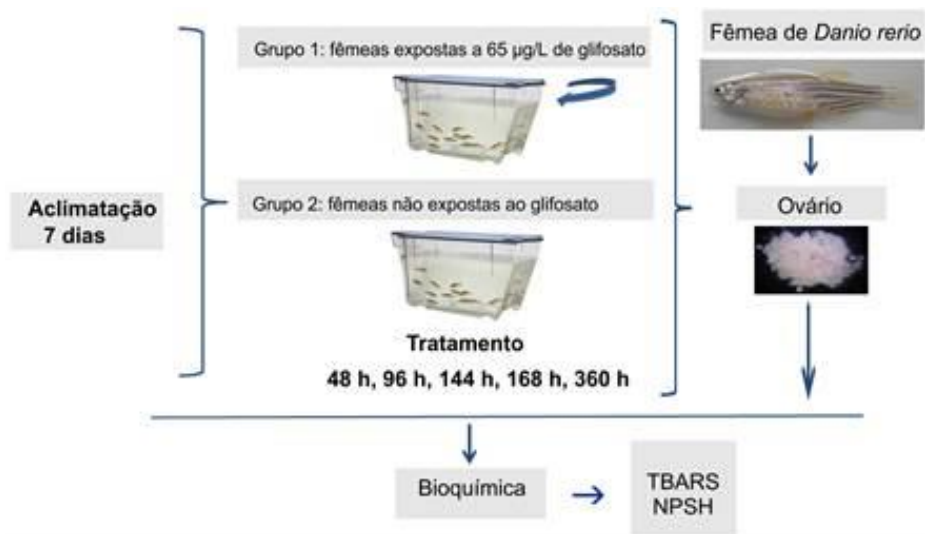 Aclimatação
7 dias
Grupo 1: fêmeas expostas a 65 µg/L de glifosato
Grupo 2: fêmeas não expostas ao glifosato
Tratamento
48 h, 96 h, 144 h, 168 h, 360 h
Fêmea de Danio rerio
Ovário
Bioquímica
TBARS
NPSH